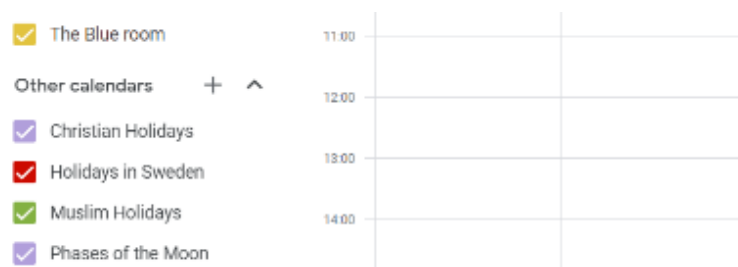 The Blue room
Other calendars
Christian Holidays
Holidays in Sweden
Muslim Holidays
Phases of the Moon
11:00
12:00
13:00
14:00